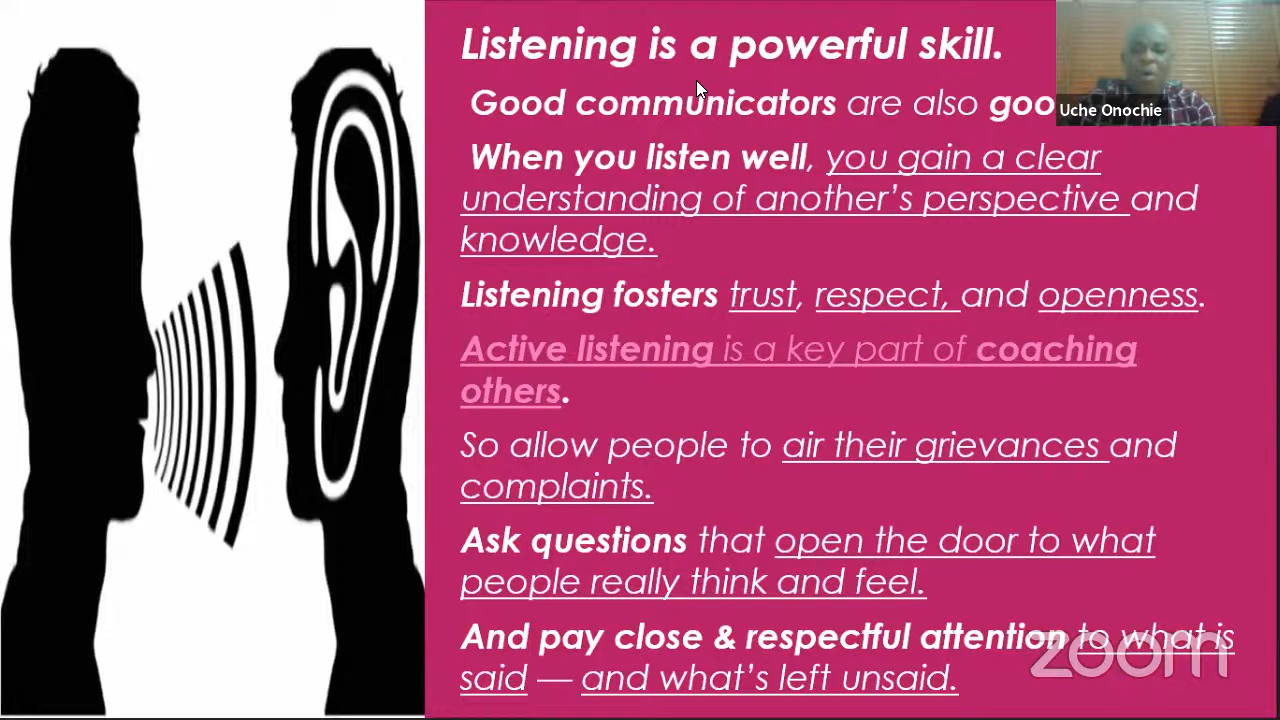 Listening is a powerful skill.
Good communicators are also
Uche Onochie
When you listen well, you gain a clear
understanding of another’s perspective and
knowledge.
Listening fosters trust, respect, and openness.
Active listening is a key part of coaching
others.
So allow people to air their grievances and
complaints.
Ask questions that open the door to what
people really think and feel.
And pay close & respectful attention to what is
said — and what’s left unsaid.
zoom